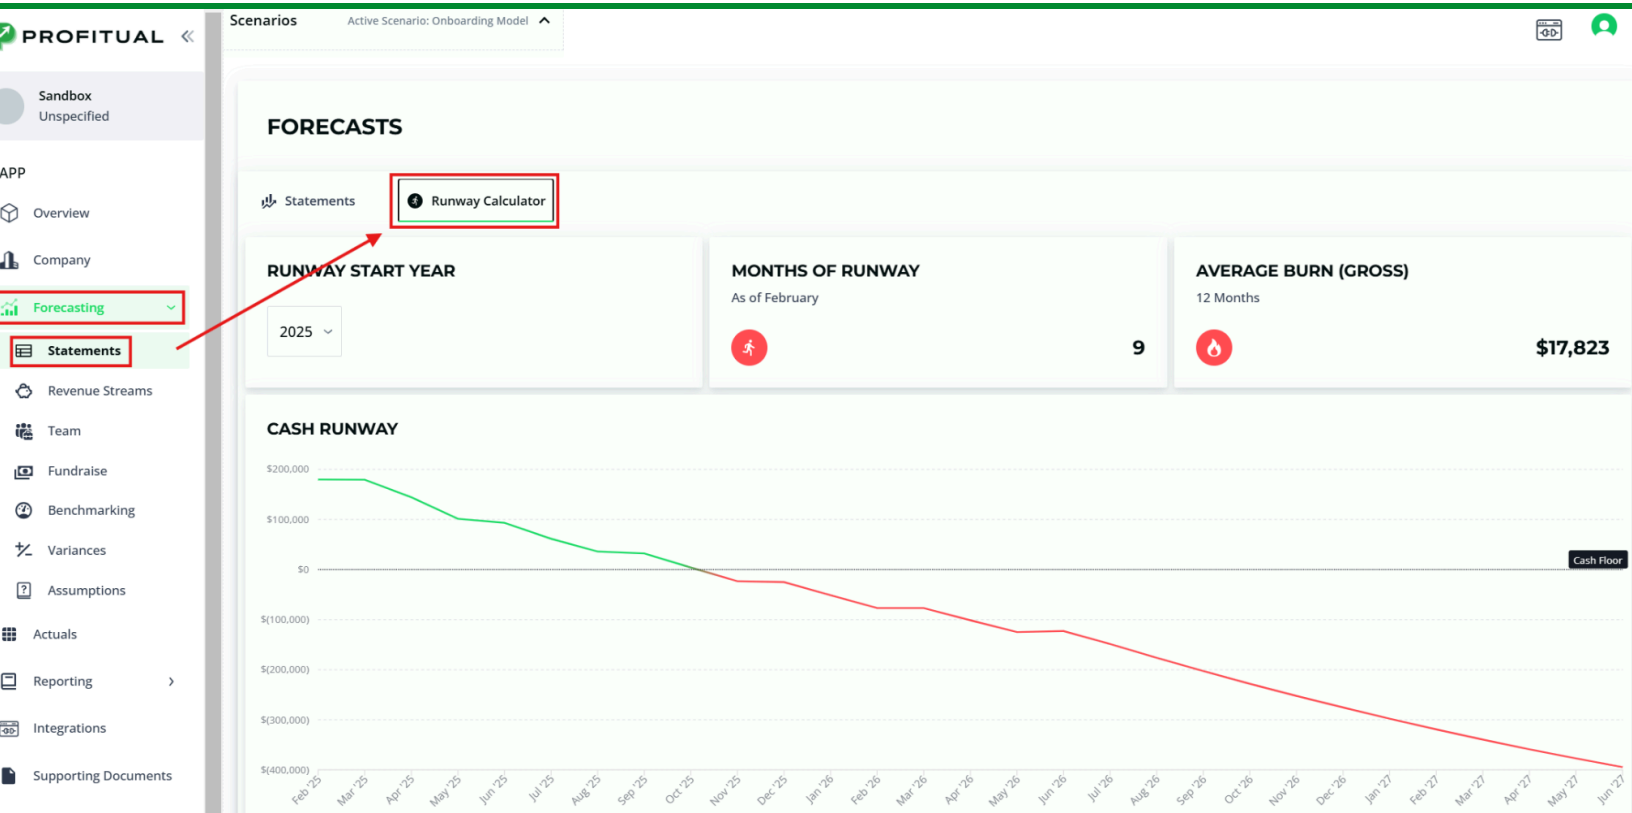 PROFITUAL
Scenarios
Active Scenario: Onboarding Model
Sandbox
Unspecified
APP
Overview
Company
Forecasting
Statements
Revenue Streams
Team
Fundraise
Benchmarking
Variances
Assumptions
Actuals
Reporting
Integrations
Supporting Documents
FORECASTS
Statements
Runway Calculator
RUNWAY START YEAR
2025
MONTHS OF RUNWAY
As of February
9
AVERAGE BURN (GROSS)
12 Months
$17,823
CASH RUNWAY
$200,000
$100,000
$0
$(100,000)
$(200,000)
$(300,000)
$(400,000)
Cash Floor
Feb '25
Mar '25
Apr '25
May '25
Jun '25
Jul '25
Aug '25
Sep '25
Oct '25
Nov '25
Dec '25
Jan '26
Feb '26
Mar '26
Apr '26
May '26
Jun '26
Jul '26
Aug '26
Sep '26
Oct '26
Nov '26
Dec '26
Jan '27
Feb '27
Mar '27
Apr '27
May '27
Jun '27